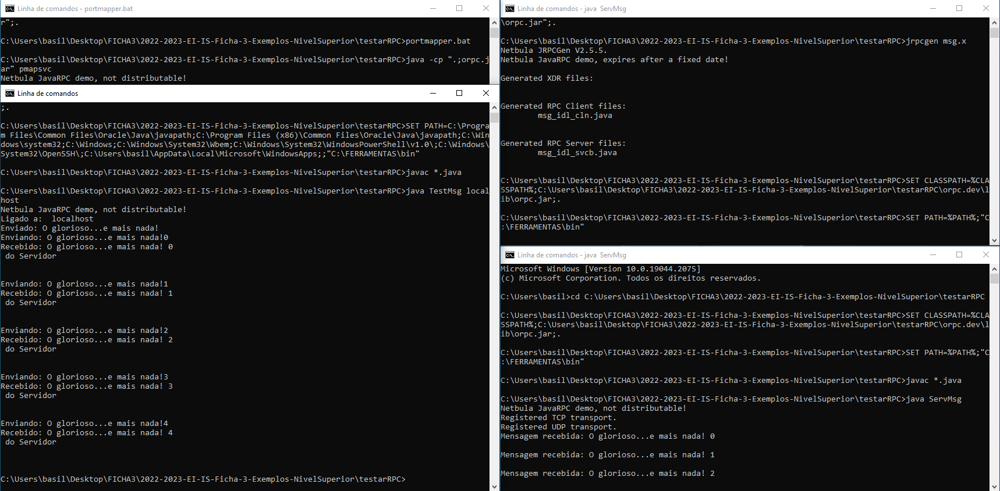 Linha de comandos - portmapper.bat
r";.
C:\Users\basil\Desktop\FICHA3\2022-2023-EI-IS-Ficha-3-Exemplos-NivelSuperior\testarRPC>portmapper.bat
C:\Users\basil\Desktop\FICHA3\2022-2023-EI-IS-Ficha-3-Exemplos-NivelSuperior\testarRPC>java -cp ".;orpc.j
ar" pmapsvc
Netbula JavaRPC demo, not distributable!
Linha de comandos
;.
C:\Users\basil\Desktop\FICHA3\2022-2023-EI-IS-Ficha-3-Exemplos-NivelSuperior\testarRPC>SET PATH=C:\Progra
m Files\Common Files\Oracle\Java\javapath;C:\Program Files (x86)\Common Files\Oracle\Java\javapath;C:\Win
dows\system32;C:\Windows;C:\Windows\System32\Wbem;C:\Windows\System32\WindowsPowerShell\v1.0\;C:\Windows\
System32\OpenSSH\;C:\Users\basil\AppData\Local\Microsoft\WindowsApps;;"C:\FERRAMENTAS\bin"
C:\Users\basil\Desktop\FICHA3\2022-2023-EI-IS-Ficha-3-Exemplos-NivelSuperior\testarRPC>javac *.java
C:\Users\basil\Desktop\FICHA3\2022-2023-EI-IS-Ficha-3-Exemplos-NivelSuperior\testarRPC>java TestMsg local
host
Netbula JavaRPC demo, not distributable!
Ligado a:  localhost
Enviado: O glorioso...e mais nada!
Enviando: O glorioso...e mais nada!0
Recebido: O glorioso...e mais nada! 0
do Servidor
Enviando: O glorioso...e mais nada!1
Recebido: O glorioso...e mais nada! 1
do Servidor
Enviando: O glorioso...e mais nada!2
Recebido: O glorioso...e mais nada! 2
do Servidor
Enviando: O glorioso...e mais nada!3
Recebido: O glorioso...e mais nada! 3
do Servidor
Enviando: O glorioso...e mais nada!4
Recebido: O glorioso...e mais nada! 4
do Servidor
C:\Users\basil\Desktop\FICHA3\2022-2023-EI-IS-Ficha-3-Exemplos-NivelSuperior\testarRPC>
Linha de comandos - java  ServMsg
\orpc.jar";.
C:\Users\basil\Desktop\FICHA3\2022-2023-EI-IS-Ficha-3-Exemplos-NivelSuperior\testarRPC>jrpcgen msg.x
Netbula JRPCGen V2.5.5.
Netbula JavaRPC demo, expires after a fixed date!
Generated XDR files:
Generated RPC Client files:
msg_idl_cln.java
Generated RPC Server files:
msg_idl_svcb.java
C:\Users\basil\Desktop\FICHA3\2022-2023-EI-IS-Ficha-3-Exemplos-NivelSuperior\testarRPC>SET CLASSPATH=%CLA
SSPATH%;C:\Users\basil\Desktop\FICHA3\2022-2023-EI-IS-Ficha-3-Exemplos-NivelSuperior\testarRPC\orpc.dev\l
ib\orpc.jar;.
C:\Users\basil\Desktop\FICHA3\2022-2023-EI-IS-Ficha-3-Exemplos-NivelSuperior\testarRPC>SET PATH=%PATH%;"C
:\FERRAMENTAS\bin"
Linha de comandos - java  ServMsg
Microsoft Windows [Version 10.0.19044.2075]
(c) Microsoft Corporation. Todos os direitos reservados.
C:\Users\basil>cd C:\Users\basil\Desktop\FICHA3\2022-2023-EI-IS-Ficha-3-Exemplos-NivelSuperior\testarRPC
C:\Users\basil\Desktop\FICHA3\2022-2023-EI-IS-Ficha-3-Exemplos-NivelSuperior\testarRPC>SET CLASSPATH=%CLA
SSPATH%;C:\Users\basil\Desktop\FICHA3\2022-2023-EI-IS-Ficha-3-Exemplos-NivelSuperior\testarRPC\orpc.dev\l
ib\orpc.jar;.
C:\Users\basil\Desktop\FICHA3\2022-2023-EI-IS-Ficha-3-Exemplos-NivelSuperior\testarRPC>SET PATH=%PATH%;"C
:\FERRAMENTAS\bin"
C:\Users\basil\Desktop\FICHA3\2022-2023-EI-IS-Ficha-3-Exemplos-NivelSuperior\testarRPC>javac *.java
C:\Users\basil\Desktop\FICHA3\2022-2023-EI-IS-Ficha-3-Exemplos-NivelSuperior\testarRPC>java ServMsg
Netbula JavaRPC demo, not distributable!
Registered TCP transport.
Registered UDP transport.
Mensagem recebida: O glorioso...e mais nada! 0
Mensagem recebida: O glorioso...e mais nada! 1
Mensagem recebida: O glorioso...e mais nada! 2